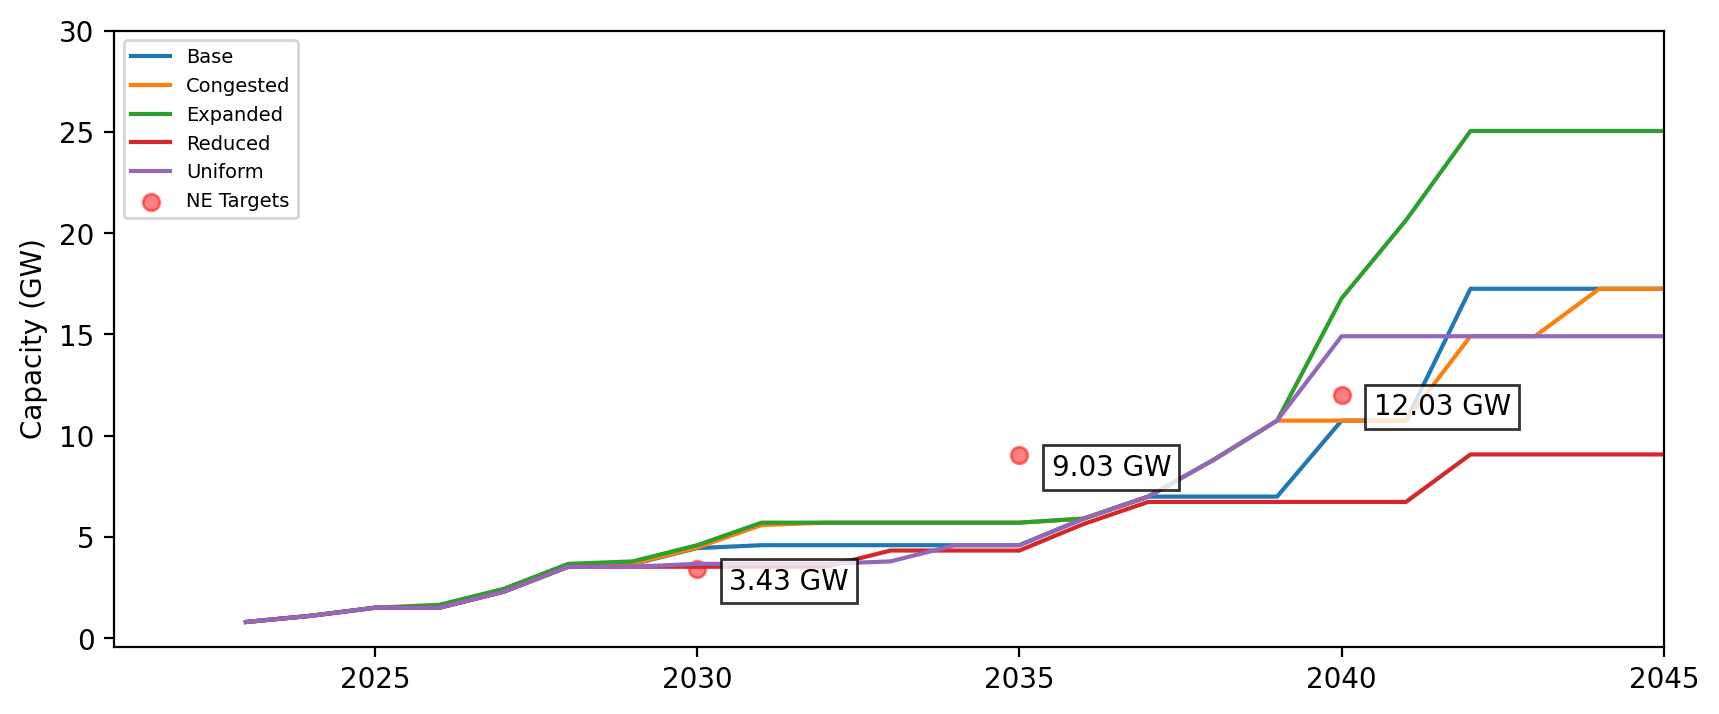 30
25
20
15
10
5
0
Capacity (GW)
Base
Congested
Expanded
Reduced
Uniform
NE Targets
12.03 GW
9.03 GW
3.43 GW
2025
2030
2035
2040
2045